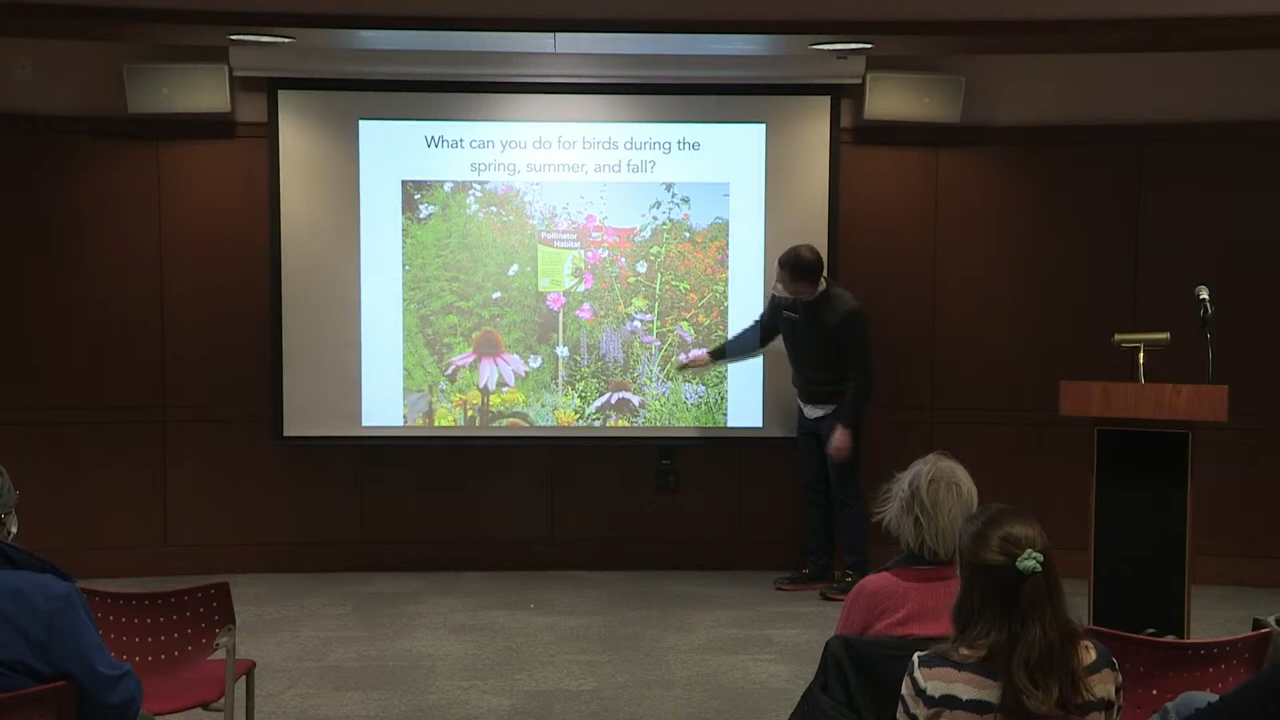 What can you do for birds during the
spring, summer, and fall?
Pollinator
Habitat